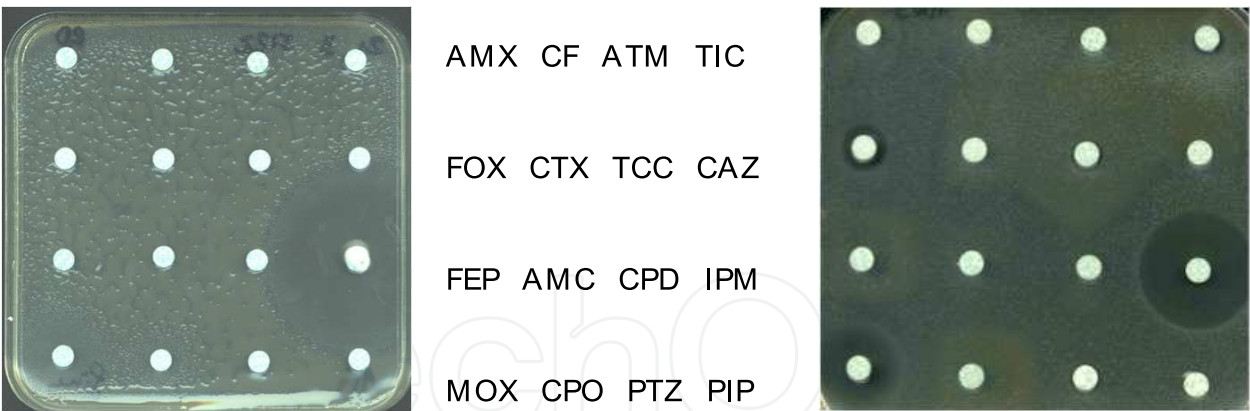 AMX CF ATM TIC
FOX CTX TCC CAZ
FEP AMC CPD IPM
MOX CPO PTZ PIP